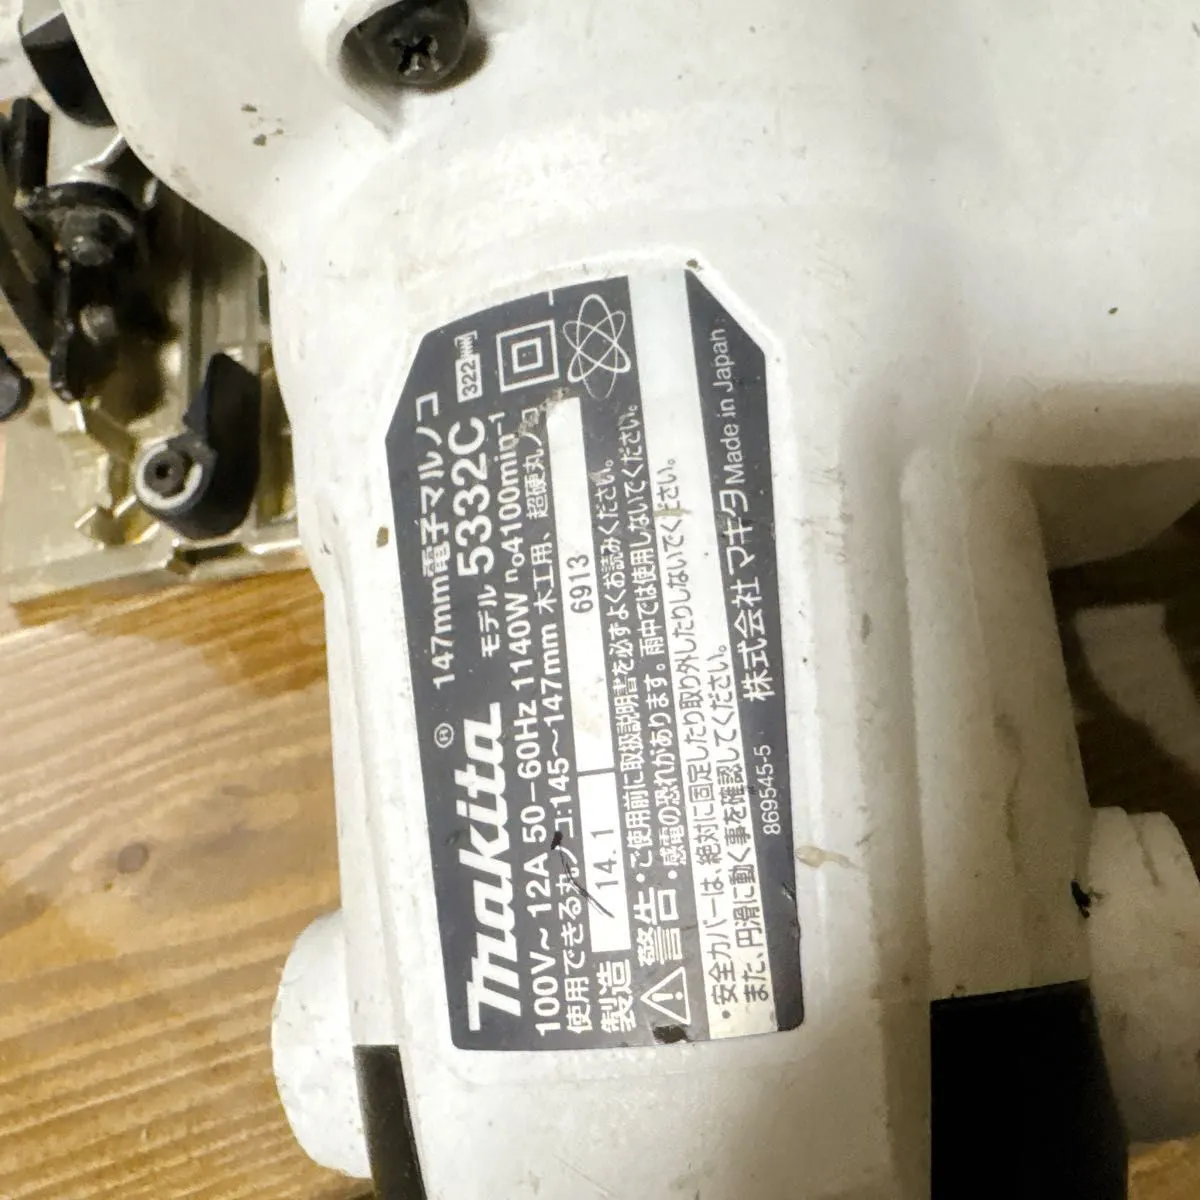 147mm電子マルノコ
makita®
モデル 5332C
322
100V~12A 50-60Hz 1140W n₀4100min⁻¹
使用できる丸ノコ:145~147mm 木工用、超硬丸ノコ
製造 /14.1
6913
警告
・ご使用前に取扱説明書を必ずよくお読みください。
・感電の恐れがあります。雨中では使用しないでください。
・安全カバーは、絶対に固定したり取り外したりしないでください。
また、円滑に動く事を確認してください。
869545-5
株式会社マキタ Made in Japan